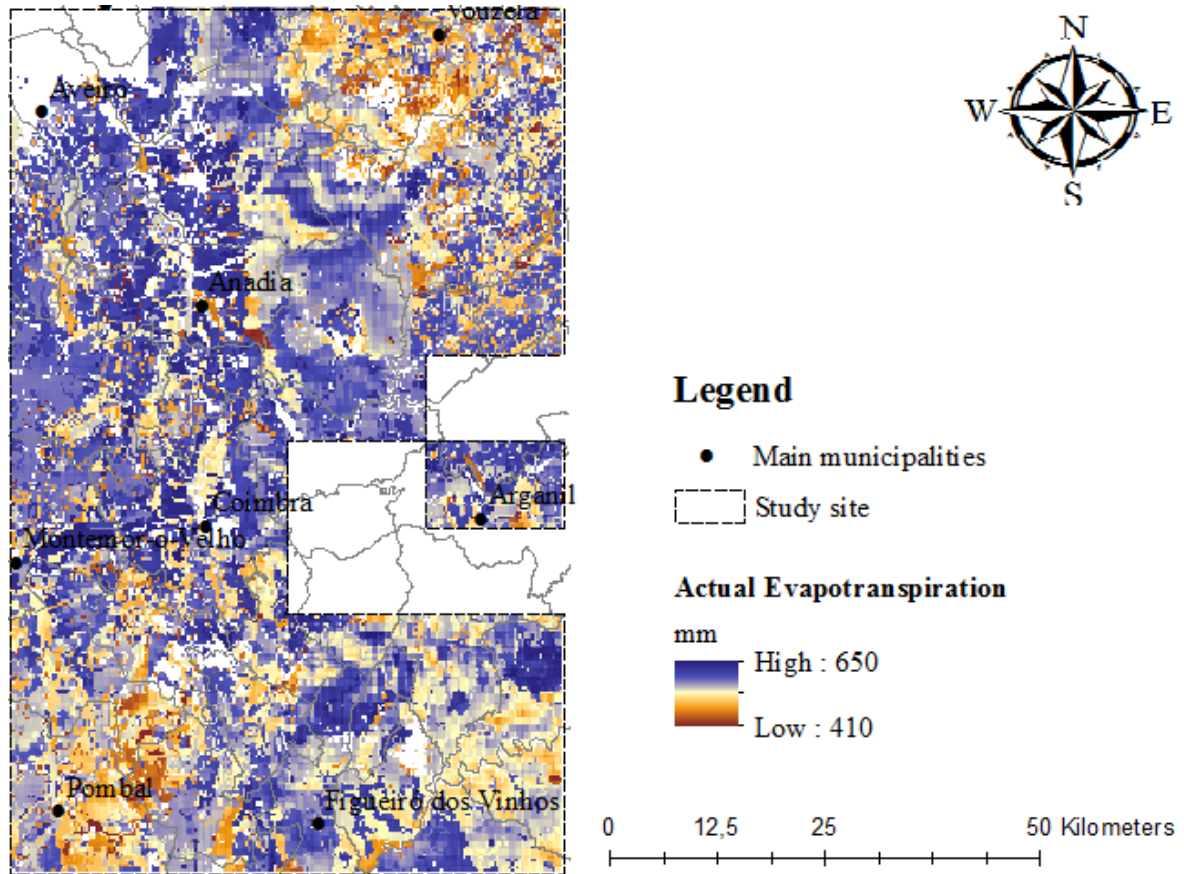 Vouzela
Aveiro
Anadia
Coimbra
Montemor-o-Velho
Arganil
Pombal
Figueiro dos Vinhos
N
W
E
S
Legend
Main municipalities
Study site
Actual Evapotranspiration
mm
High : 650
Low : 410
0 12,5 25 50 Kilometers